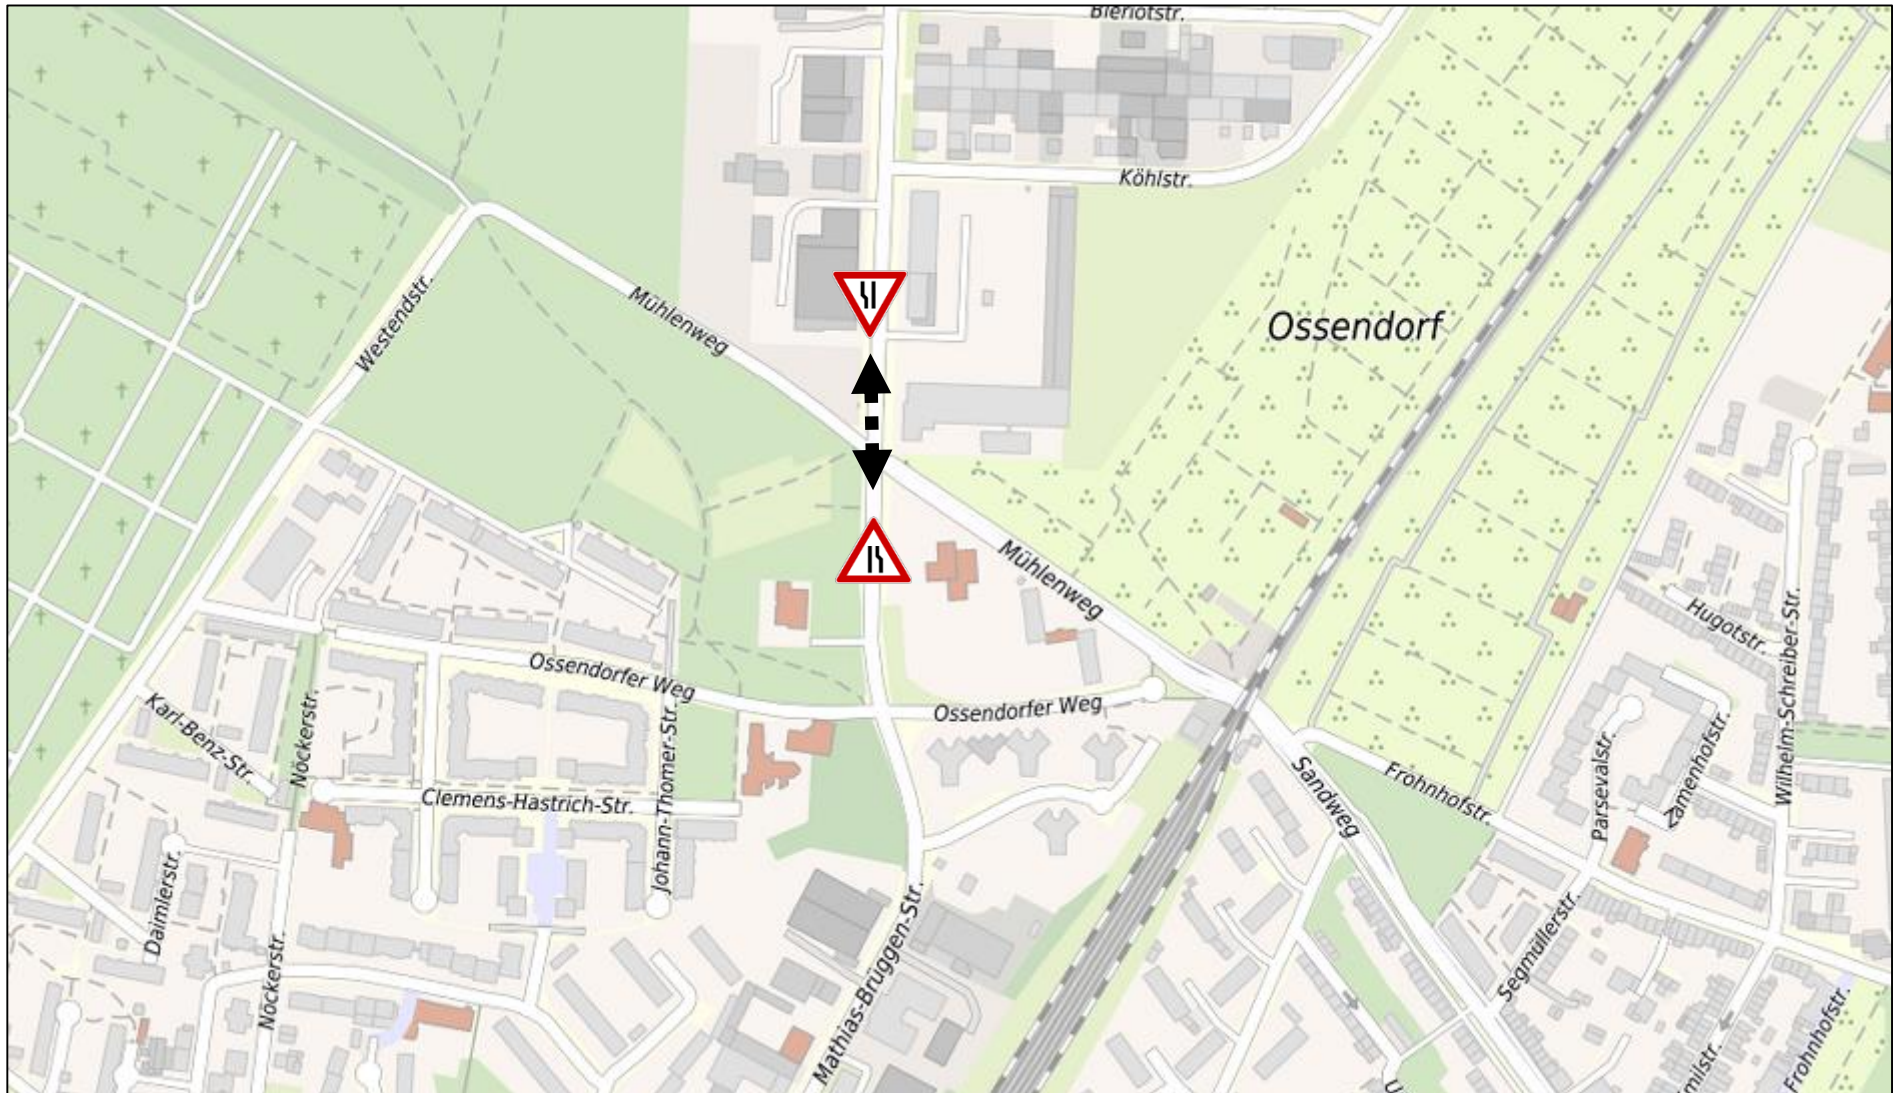 Bleriotstr.
Köhlstr.
Westendstr.
Mühlenweg
Ossendorf
Mühlenweg
Hugotstr.
Wilhelm-Schreiber-Str.
Ossendorfer Weg
Ossendorfer Weg
Karl-Benz-Str.
Nöckerstr.
Johann-Thomer-Str.
Clemens-Hastrich-Str.
Sandweg
Frohnhofstr.
Parsevalstr.
Zamenhofstr.
Daimlerstr.
Nöckerstr.
Mathias-Brüggen-Str.
Segmüllerstr.
Frohnhofstr.
milstr.
U